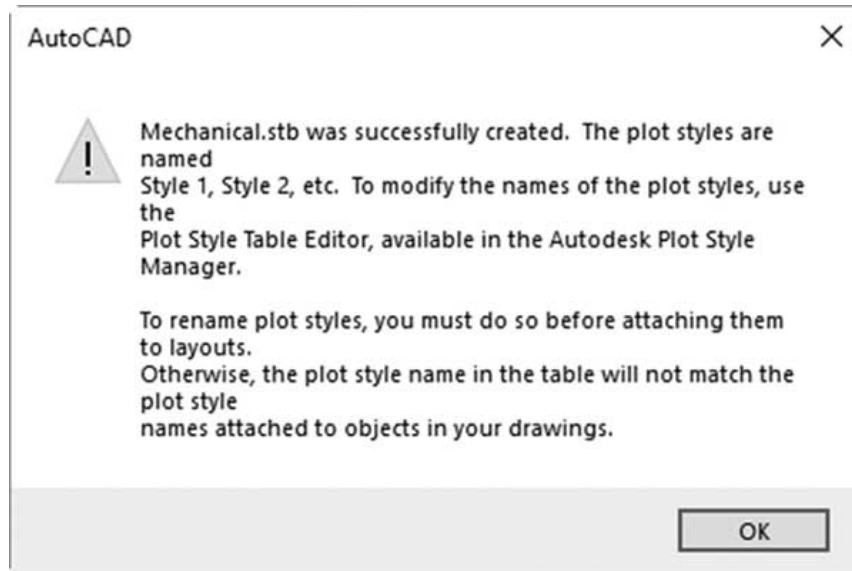 AutoCAD
Mechanical.stb was successfully created. The plot styles are
named
Style 1, Style 2, etc. To modify the names of the plot styles, use
the
Plot Style Table Editor, available in the Autodesk Plot Style
Manager.
To rename plot styles, you must do so before attaching them
to layouts.
Otherwise, the plot style name in the table will not match the
plot style
names attached to objects in your drawings.
OK